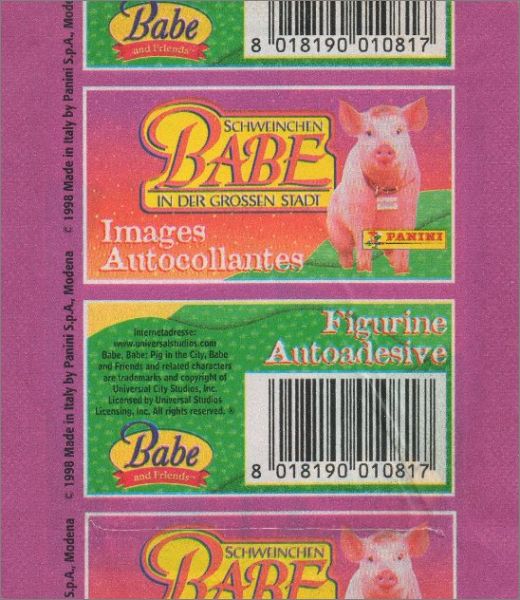 Babe
and Friends™
8 018190 010817
SCHWEINCHEN
BABE
IN DER GROSSEN STADT
Images
Autocollantes
PANINI
Internetadresse:
www.universalstudios.com
Babe, Babe: Pig in the City, Babe
and Friends and related characters
are trademarks and copyright of
Universal City Studios, Inc.
Licensed by Universal Studios
Licensing, Inc. All rights reserved. ®
Figurine
Autoadesive
Babe
and Friends™
8 018190 010817
SCHWEINCHEN
BABE
© 1998 Made in Italy by Panini S.p.A., Modena
© 1998 Made in Italy by Panini S.p.A., Modena
S.p.A., Modena